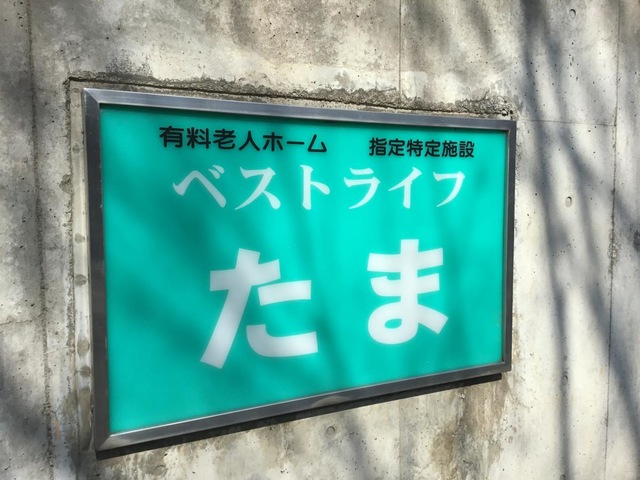 有料老人ホーム 指定特定施設
ベストライフ
たま